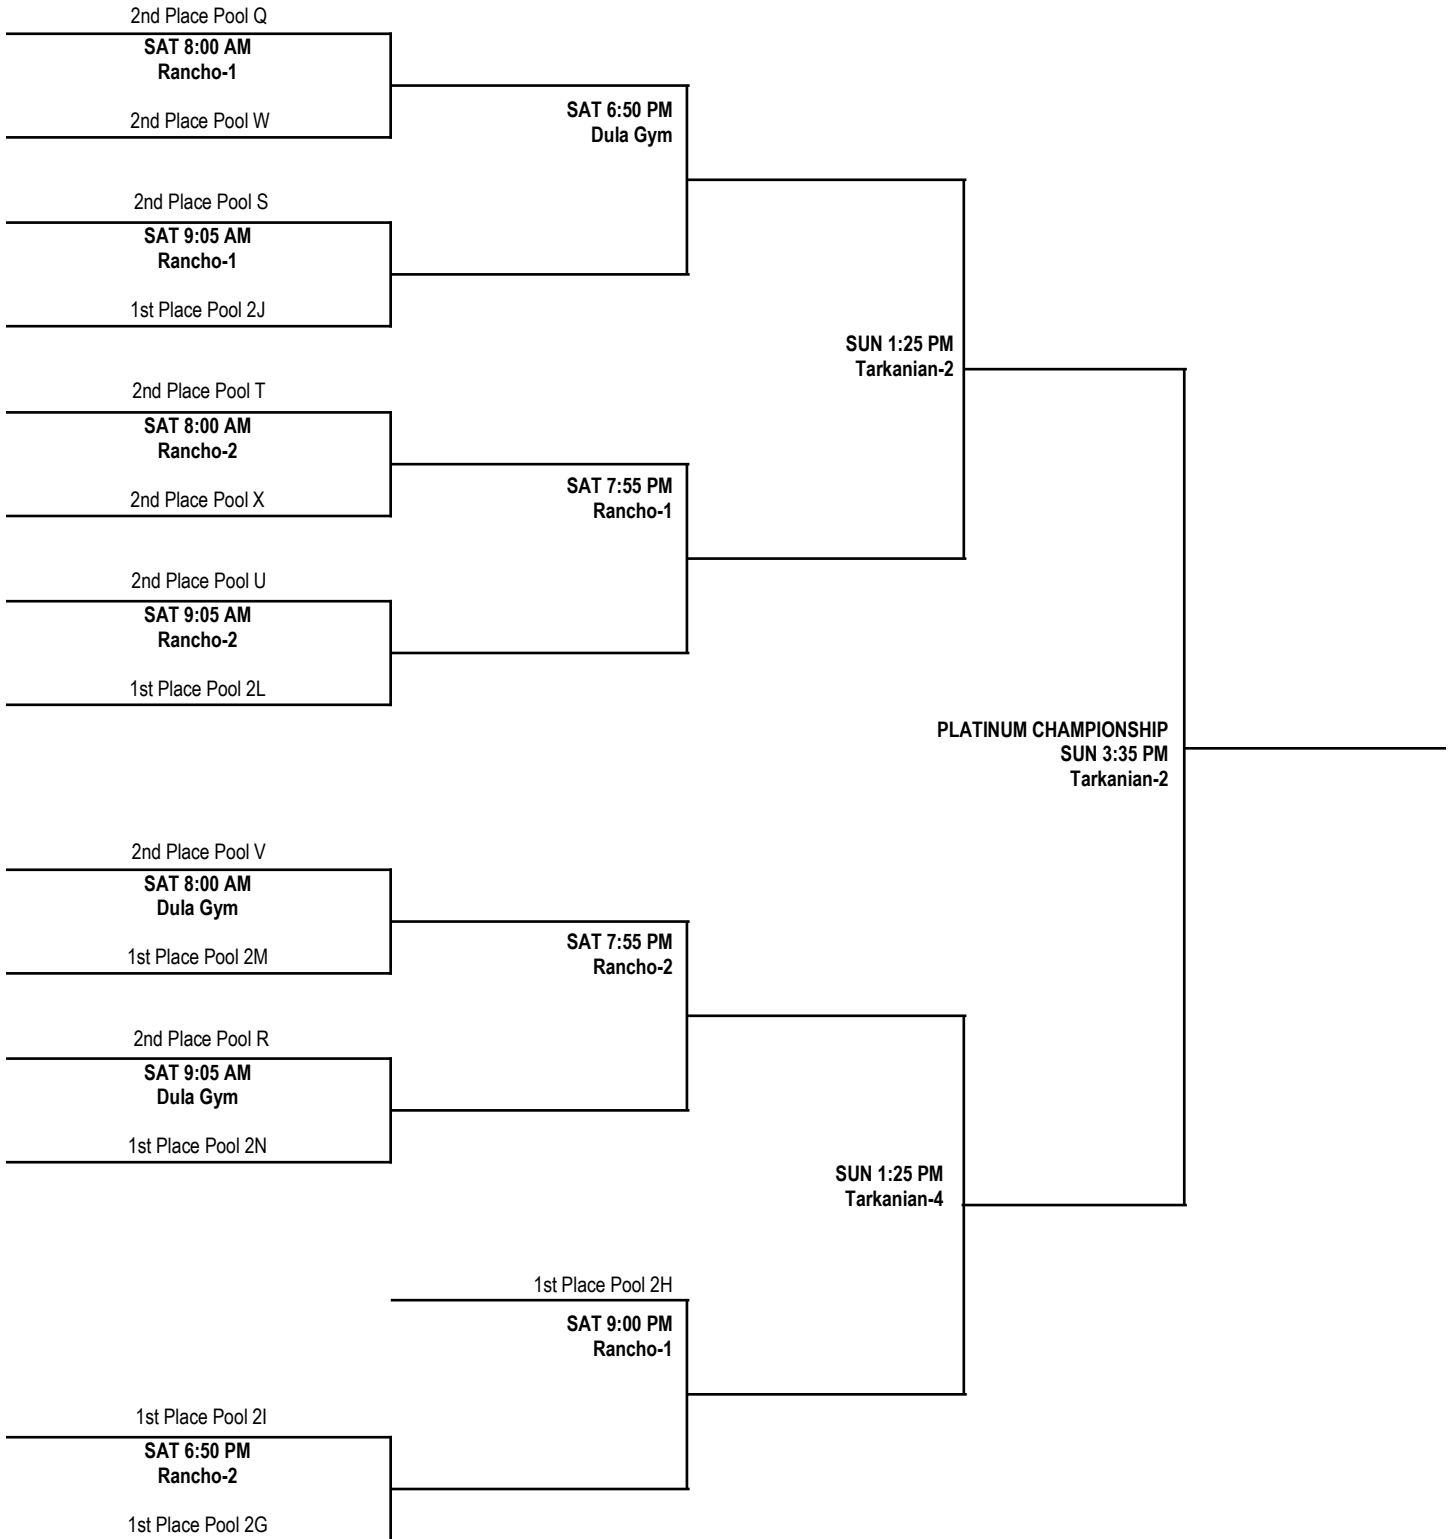 2nd Place Pool Q
SAT 8:00 AM
Rancho-1
2nd Place Pool W
SAT 6:50 PM
Dula Gym
2nd Place Pool S
SAT 9:05 AM
Rancho-1
1st Place Pool 2J
SUN 1:25 PM
Tarkanian-2
2nd Place Pool T
SAT 8:00 AM
Rancho-2
2nd Place Pool X
SAT 7:55 PM
Rancho-1
2nd Place Pool U
SAT 9:05 AM
Rancho-2
1st Place Pool 2L
PLATINUM CHAMPIONSHIP
SUN 3:35 PM
Tarkanian-2
2nd Place Pool V
SAT 8:00 AM
Dula Gym
1st Place Pool 2M
SAT 7:55 PM
Rancho-2
2nd Place Pool R
SAT 9:05 AM
Dula Gym
1st Place Pool 2N
SUN 1:25 PM
Tarkanian-4
1st Place Pool 2H
SAT 9:00 PM
Rancho-1
1st Place Pool 2I
SAT 6:50 PM
Rancho-2
1st Place Pool 2G